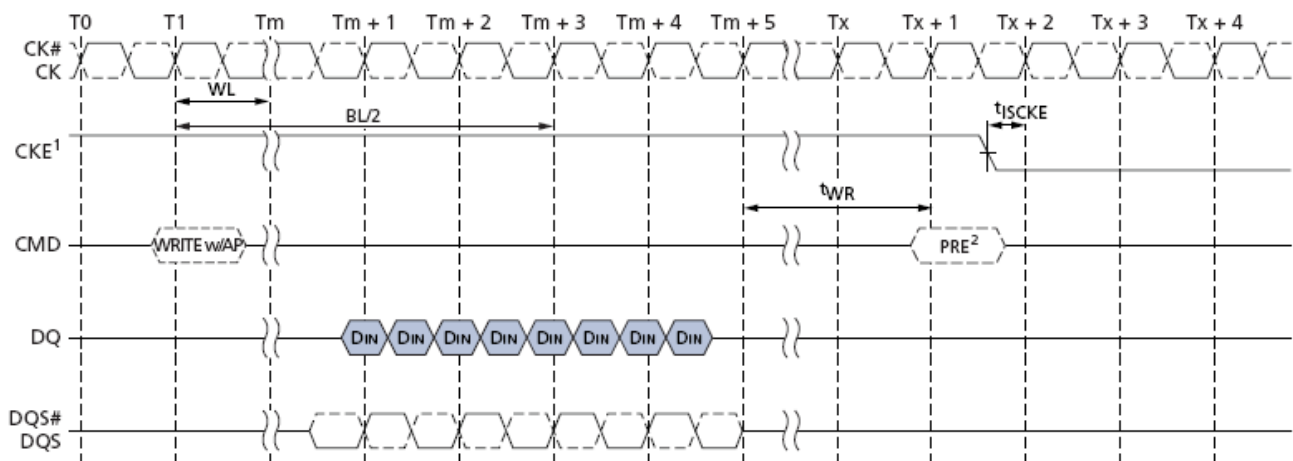 T0 T1 Tm Tm + 1 Tm + 2 Tm + 3 Tm + 4 Tm + 5 Tx Tx + 1 Tx + 2 Tx + 3 Tx + 4
CK#
CK
WL
BL/2
tISCKE
CKE1
tWR
CMD WRITE w/AP PRE2
DQ DIN DIN DIN DIN DIN DIN DIN DIN
DQS#
DQS